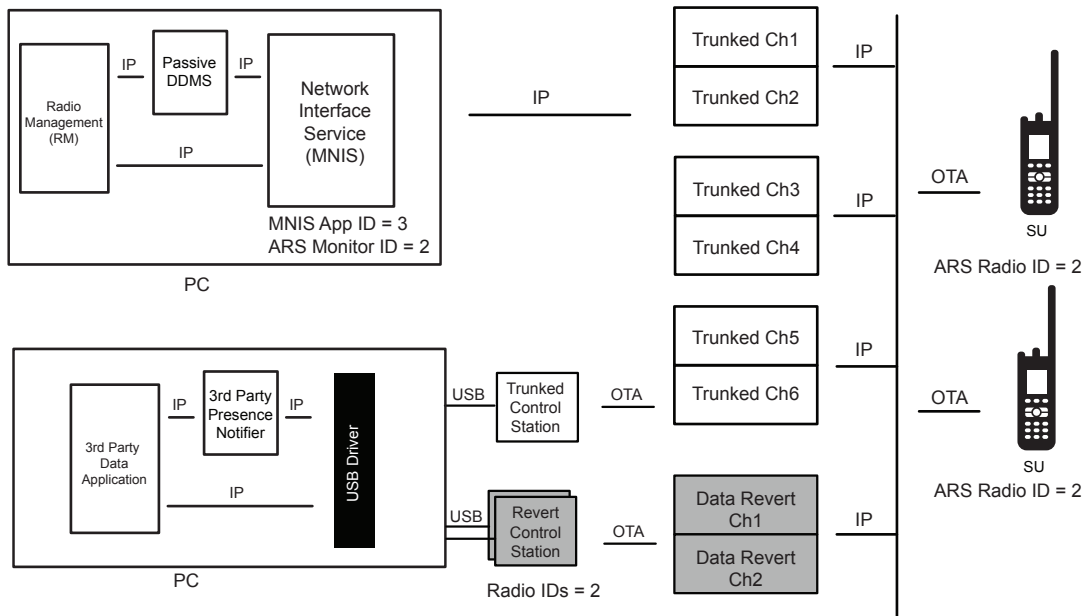 Radio
Management
(RM)
IP
Passive
DDMS
IP
IP
Network
Interface
Service
(MNIS)
MNIS App ID = 3
ARS Monitor ID = 2
PC
IP
Trunked Ch1
Trunked Ch2
IP
Trunked Ch3
Trunked Ch4
IP
Trunked Ch5
Trunked Ch6
IP
OTA
SU
ARS Radio ID = 2
OTA
SU
ARS Radio ID = 2
3rd Party
Data
Application
IP
3rd Party
Presence
Notifier
IP
IP
USB Driver
PC
USB
Trunked
Control
Station
OTA
USB
Revert
Control
Station
Radio IDs = 2
OTA
Data Revert
Ch1
Data Revert
Ch2
IP